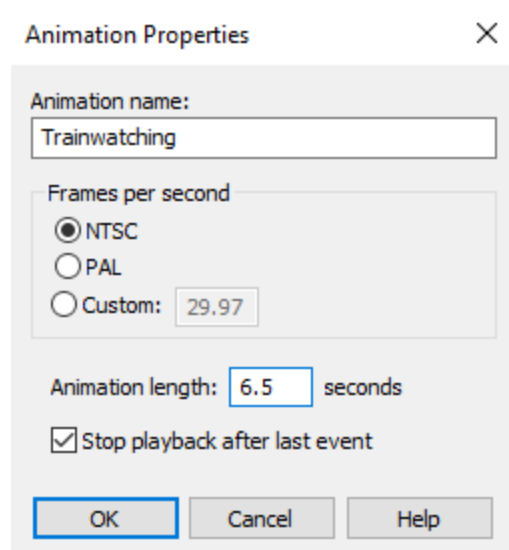 Animation Properties
Animation name:
Trainwatching
Frames per second
NTSC
PAL
Custom: 29.97
Animation length: 6.5 seconds
Stop playback after last event
OK Cancel Help